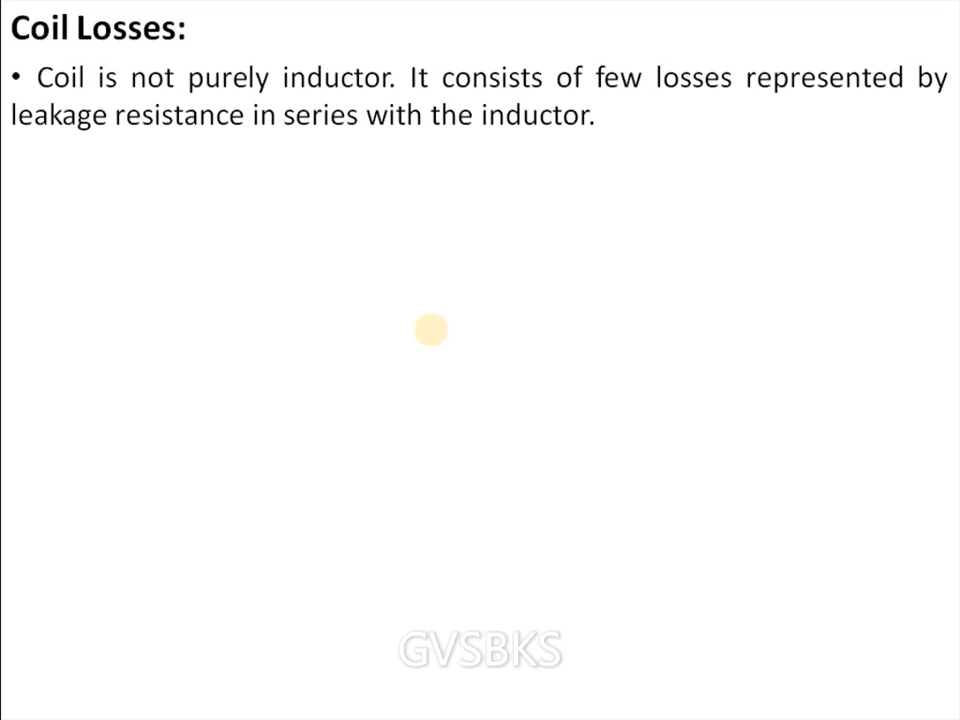 Coil Losses:
• Coil is not purely inductor. It consists of few losses represented by
leakage resistance in series with the inductor.
GVSBKS